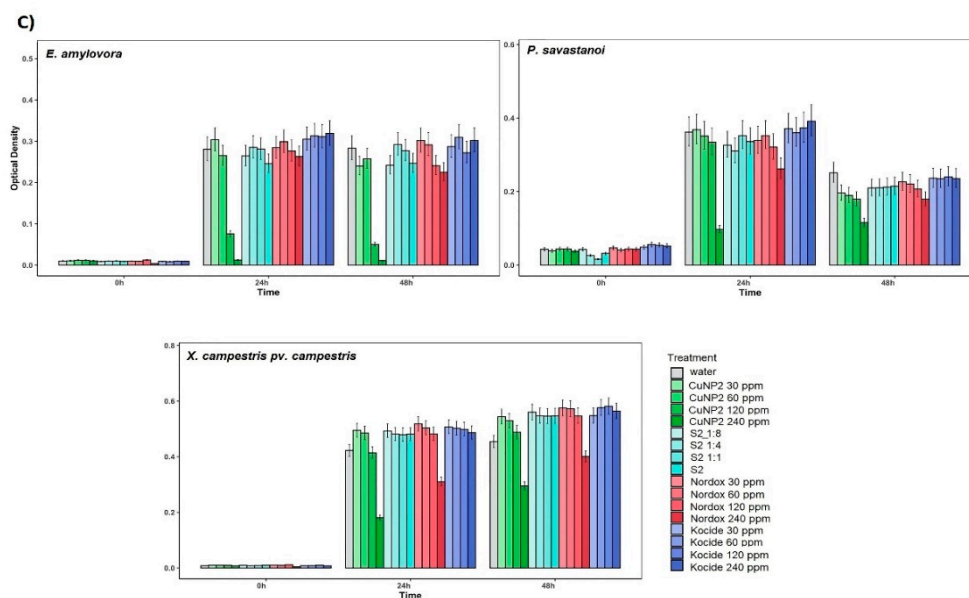 C)
E. amylovora
0.5
0.4
0.3
0.2
0.1
0.0
Optical Density
0h
24h
48h
Time
P. savastanoi
0.6
0.4
0.2
0.0
0h
24h
48h
Time
X. campestris pv. campestris
0.8
0.6
0.4
0.2
0.0
0h
24h
48h
Time
Treatment
water
CuNP2 30 ppm
CuNP2 60 ppm
CuNP2 120 ppm
CuNP2 240 ppm
S2_1:8
S2 1:4
S2 1:1
S2
Nordox 30 ppm
Nordox 60 ppm
Nordox 120 ppm
Nordox 240 ppm
Kocide 30 ppm
Kocide 60 ppm
Kocide 120 ppm
Kocide 240 ppm